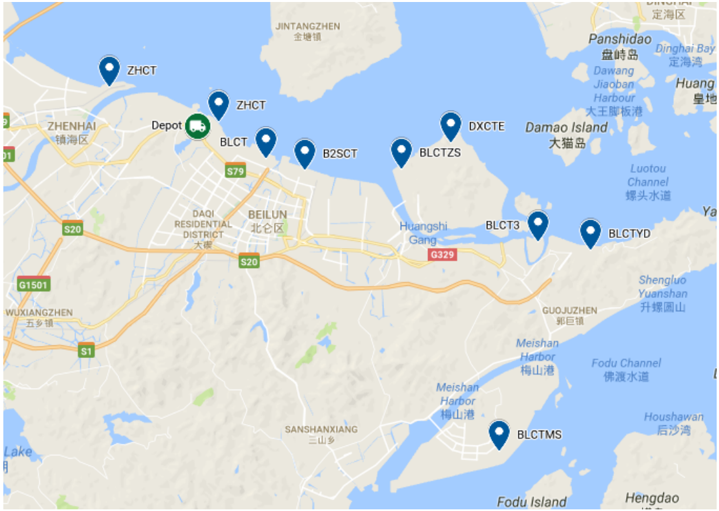 DINGHAI
定海区
JINTANGZHEN
金塘镇
Panshidao
盘峙岛
Dinghai Bay
定海湾
ZHCT
Dawang
Jiaoban
Harbour
大王脚板港
Huang
皇地
ZHCT
ZHENHAI
镇海区
Depot
DXCTE
Damao Island
大猫岛
BLCT
B2SCT
BLCTZS
01
S79
Luotou
Channel
螺头水道
DAQI
RESIDENTIAL
DISTRICT
大碶
BEILUN
北仑区
Ya
S20
Huangshi
Gang
BLCT3
BLCTYD
S20
G329
G1501
Shengluo
Yuanshan
升螺圆山
WUXIANGZHEN
五乡镇
GUOJUZHEN
郭巨镇
S1
Meishan
Harbor
梅山港
Fodu Channel
佛渡水道
Meishan
Harbor
梅山港
Houshawan
后沙湾
SANSHANXIANG
三山乡
BLCTMS
Lake
湖
Fodu Island
Hengdao